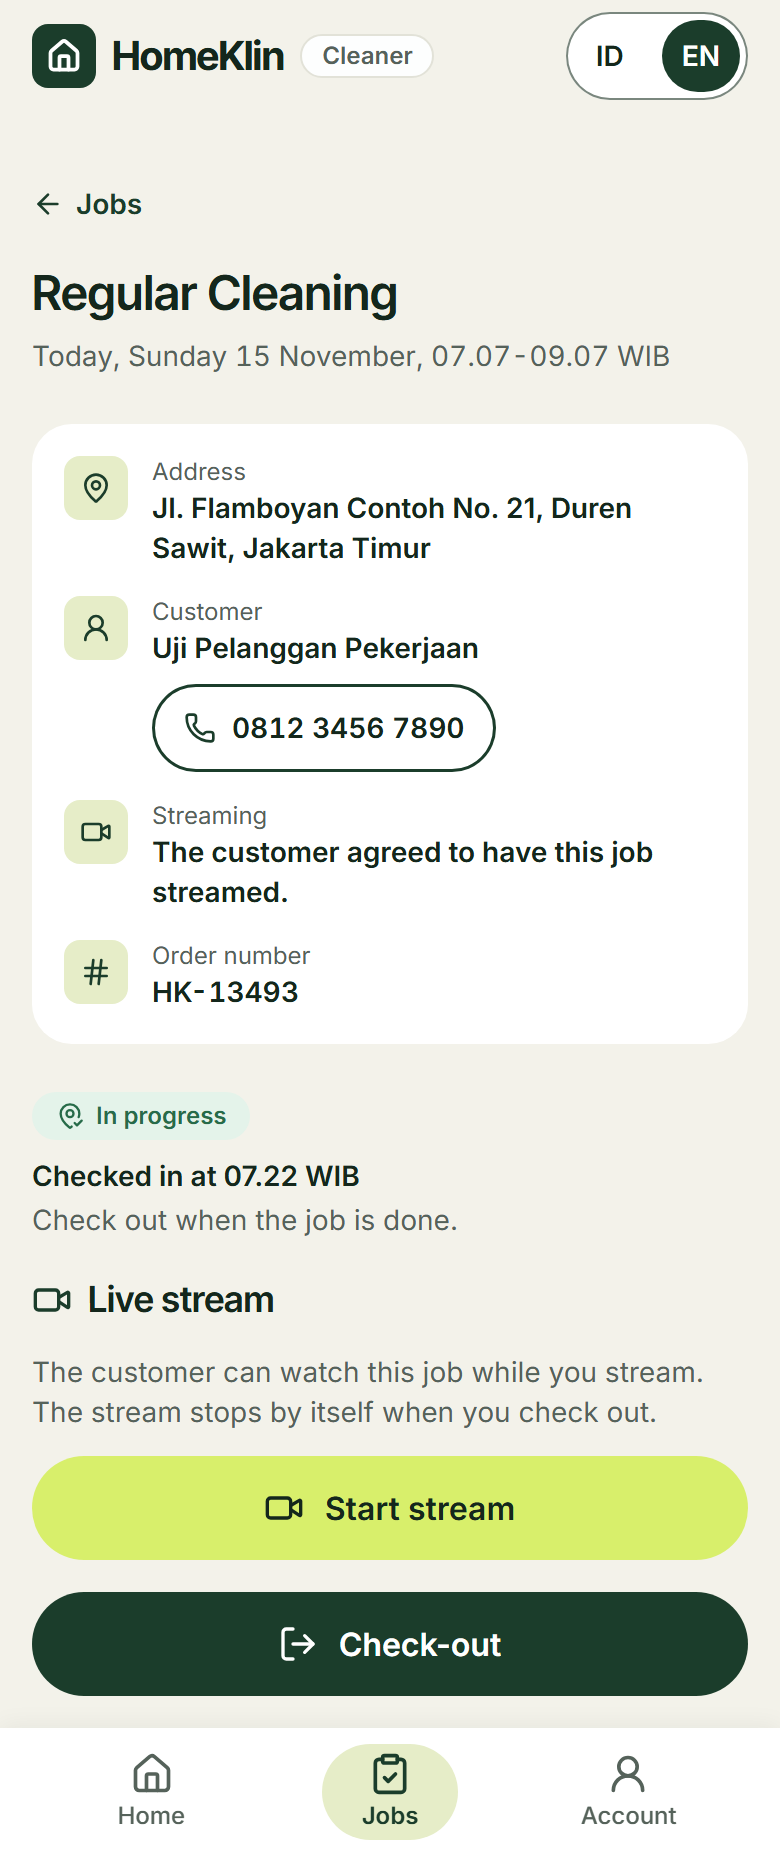 HomeKlin
Cleaner
ID
EN
Jobs
Regular Cleaning
Today, Sunday 15 November, 07.07-09.07 WIB
Address
Jl. Flamboyan Contoh No. 21, Duren
Sawit, Jakarta Timur
Customer
Uji Pelanggan Pekerjaan
0812 3456 7890
Streaming
The customer agreed to have this job
streamed.
Order number
HK-13493
In progress
Checked in at 07.22 WIB
Check out when the job is done.
Live stream
The customer can watch this job while you stream.
The stream stops by itself when you check out.
Start stream
Check-out
Home
Jobs
Account